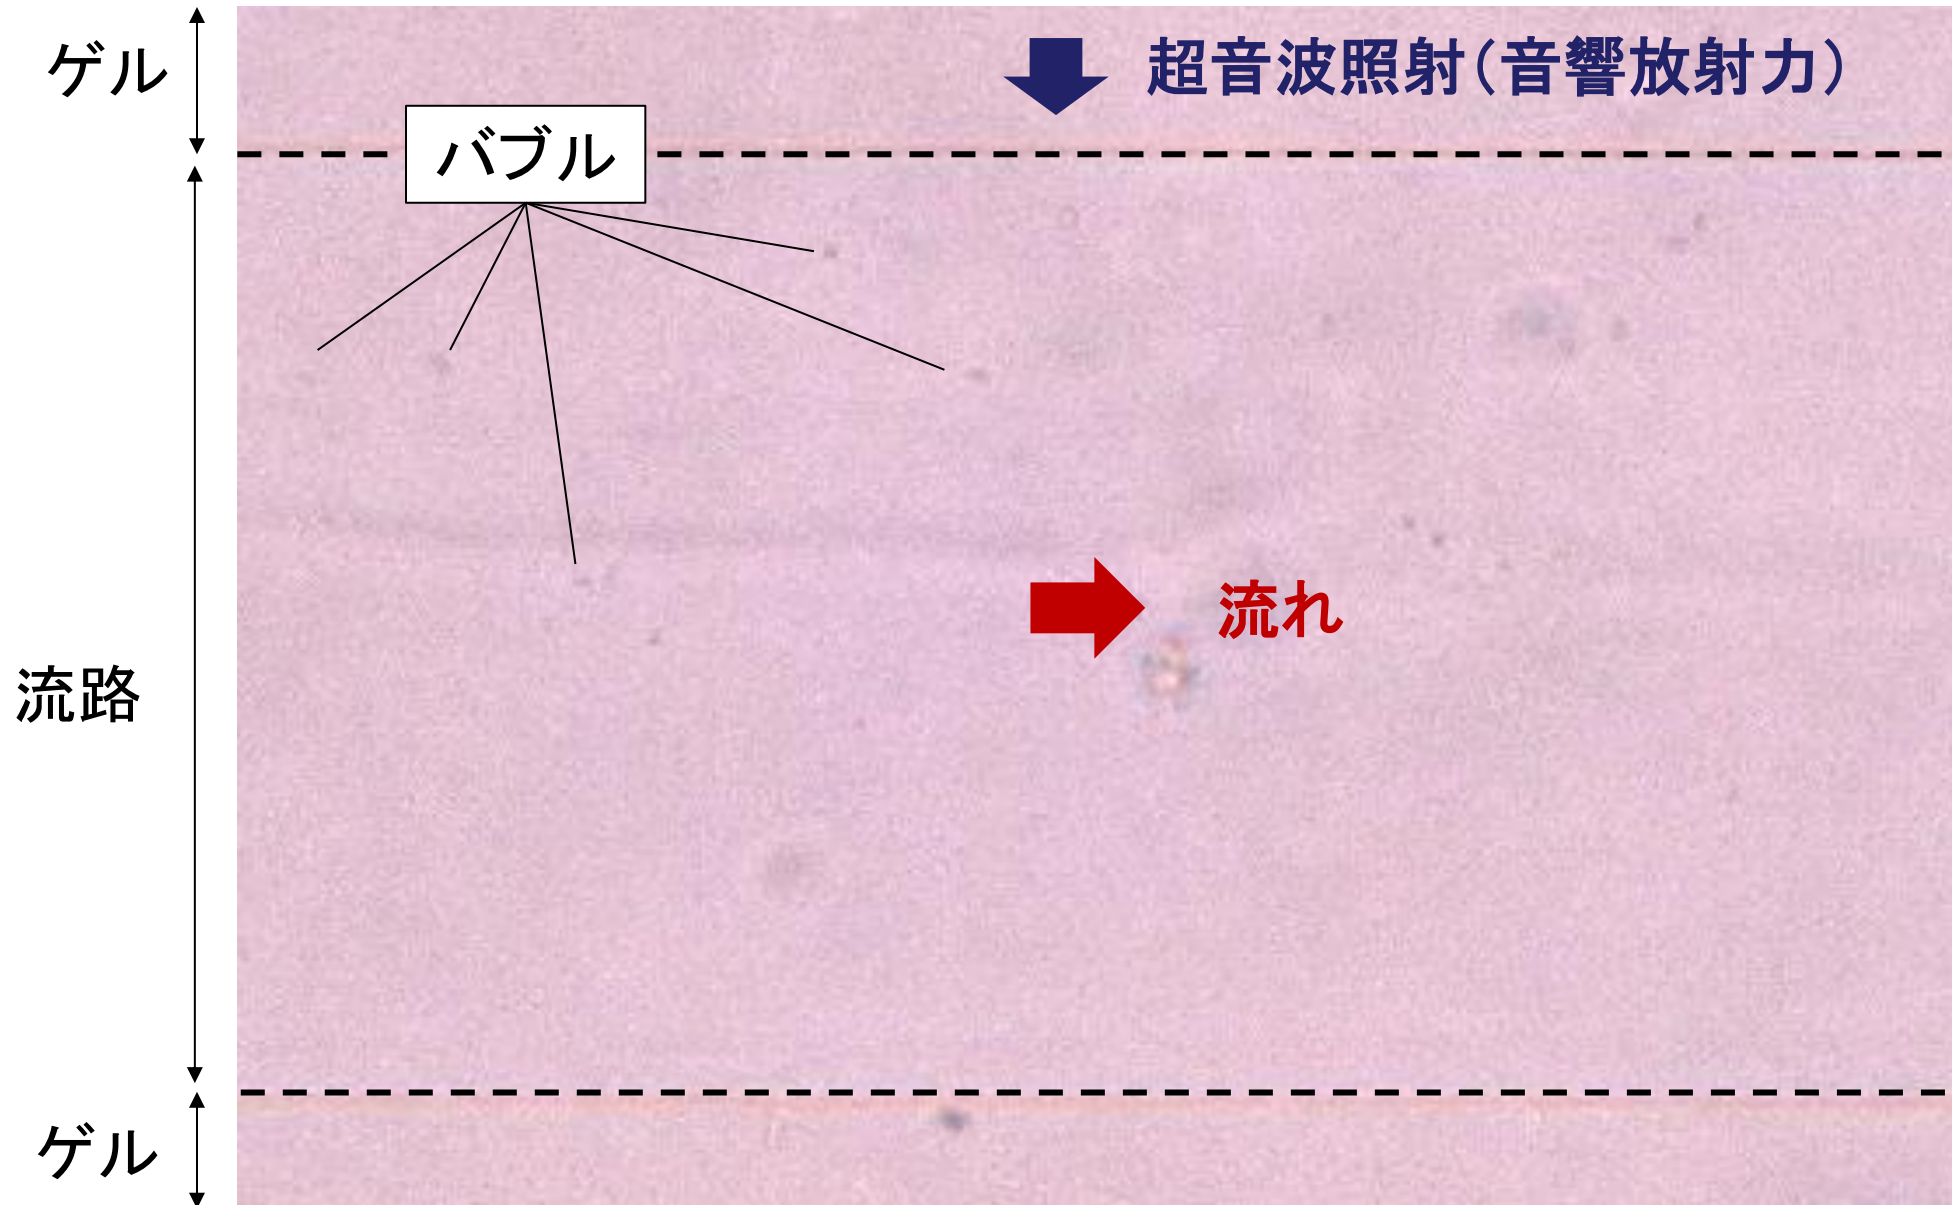 ゲル
超音波照射(音響放射力)
バブル
流れ
流路
ゲル